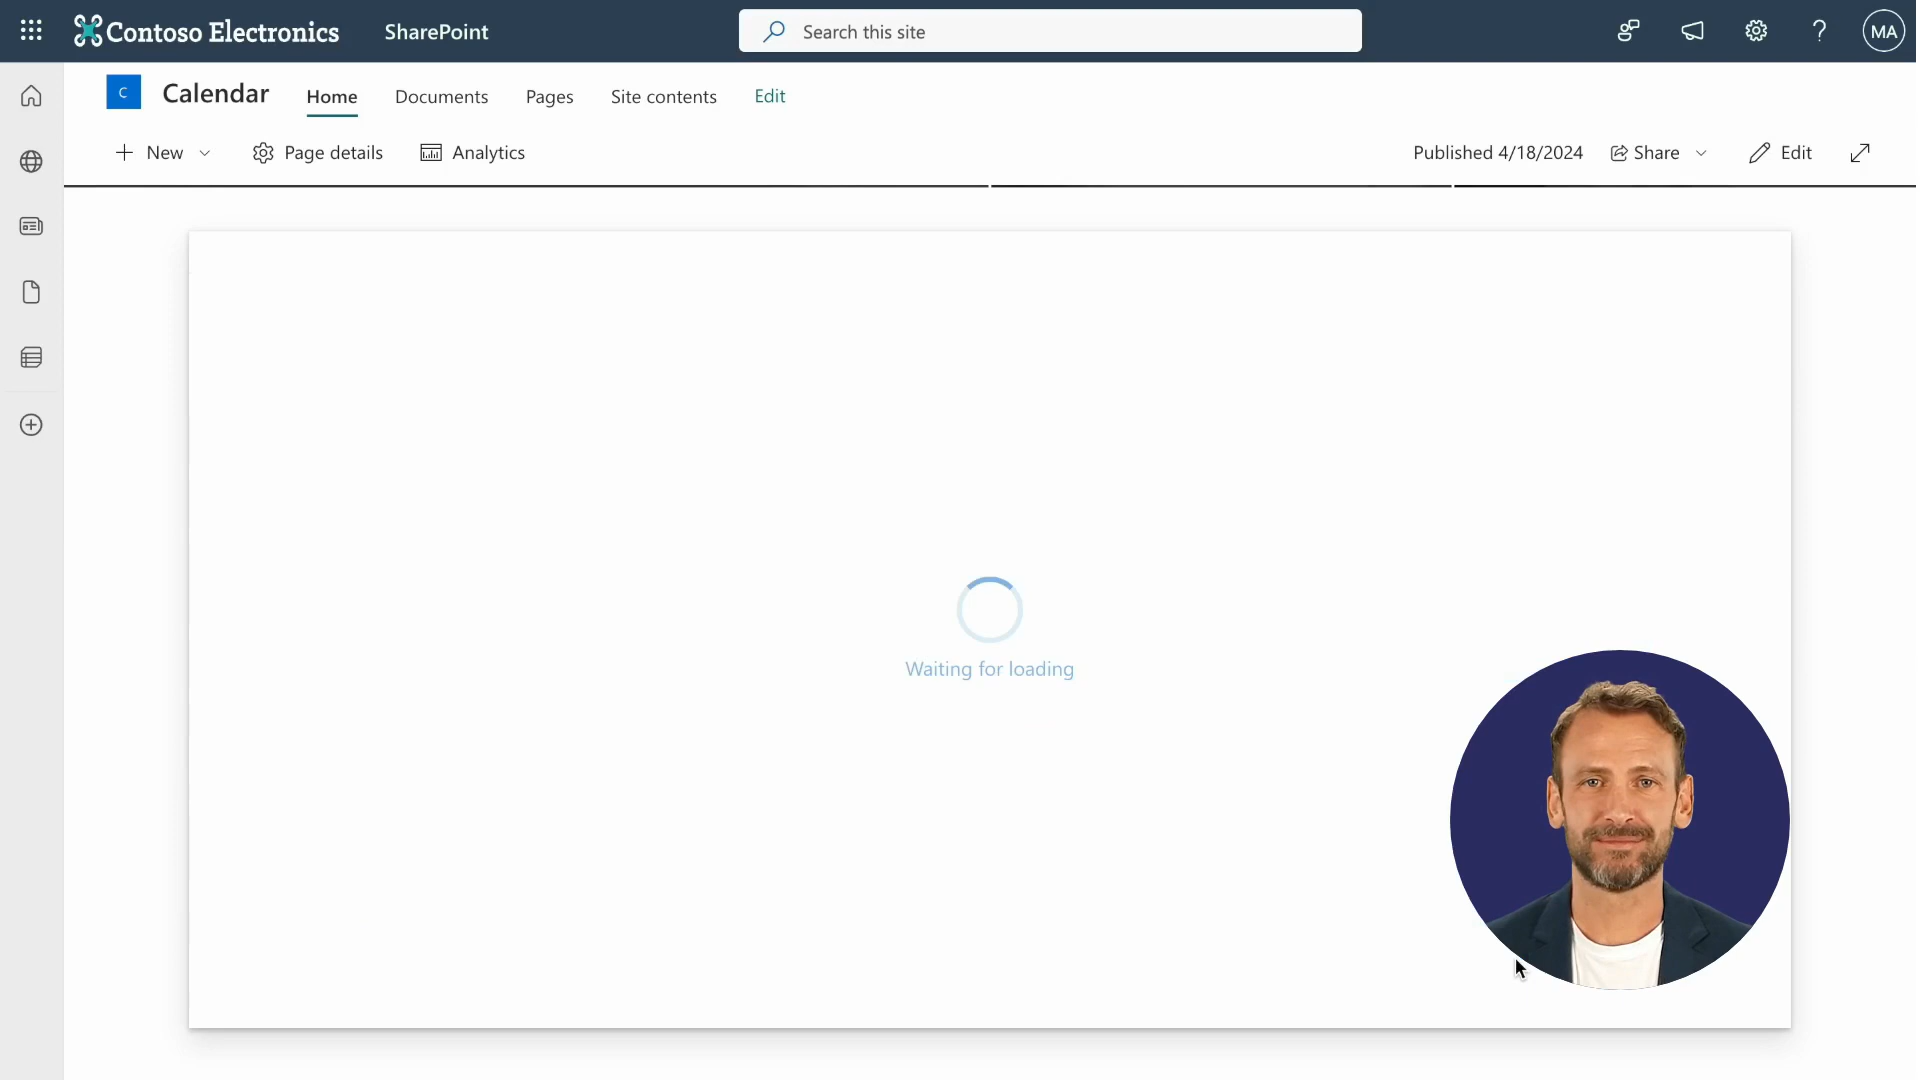 Contoso Electronics SharePoint Search this site MA
C Calendar Home Documents Pages Site contents Edit
New Page details Analytics Published 4/18/2024 Share Edit
Waiting for loading